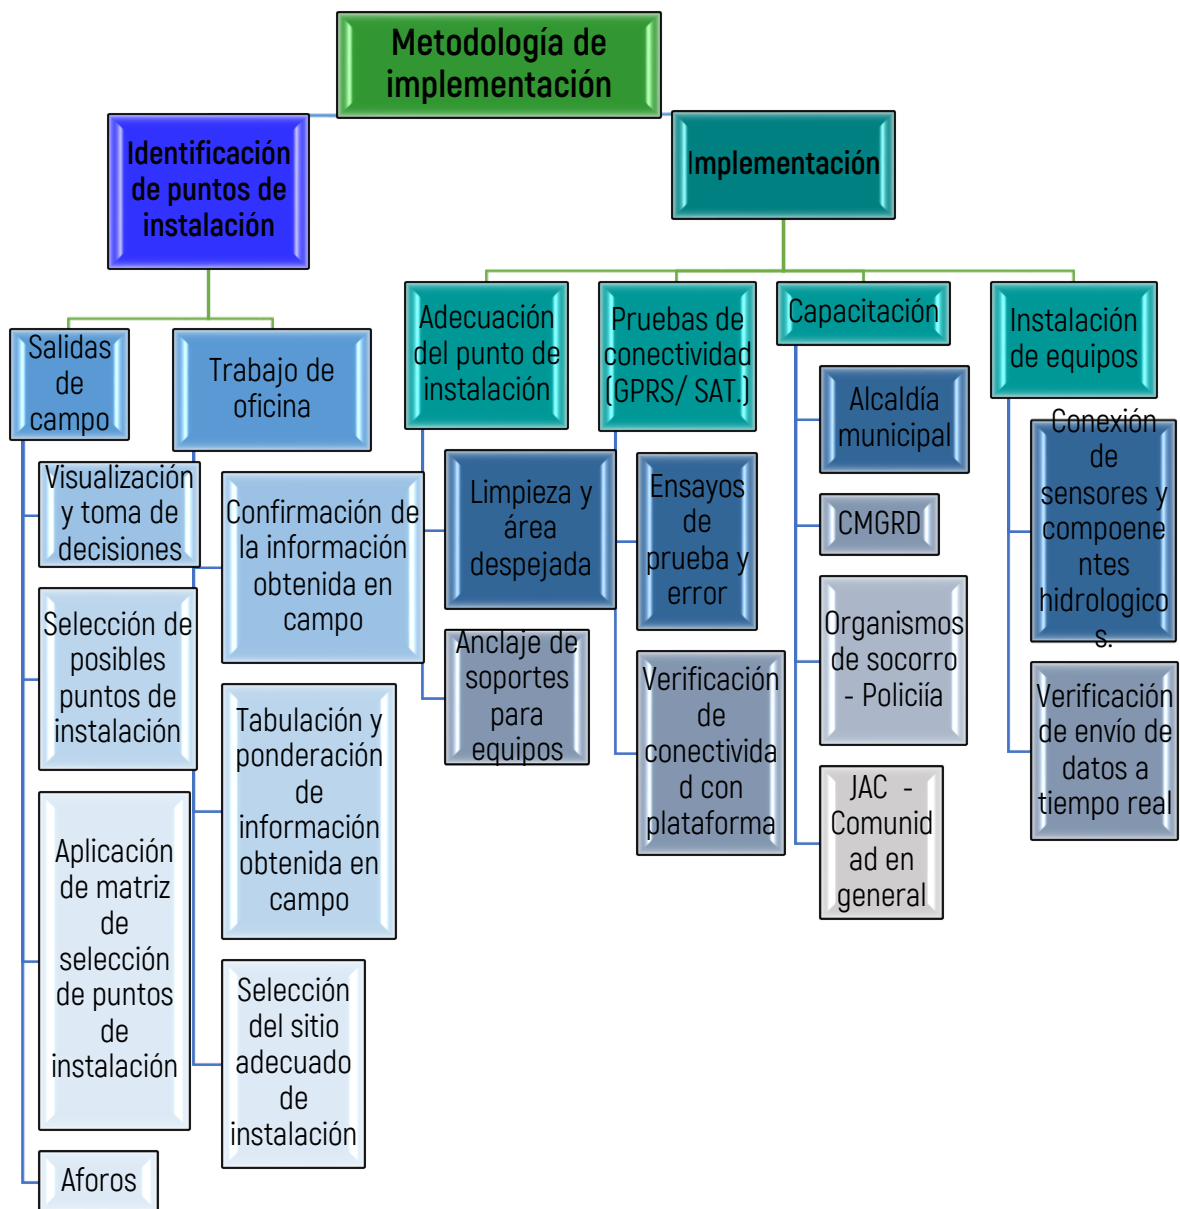 Metodología de
implementación
Identificación
de puntos de
instalación
Implementación
Salidas
de
campo
Visualización
y toma de
decisiones
Selección de
posibles
puntos de
instalación
Aplicación
de matriz
de
selección
de puntos
de
instalación
Aforos
Trabajo de
oficina
Confirmación de
la información
obtenida en
campo
Tabulación y
ponderación
de
información
obtenida en
campo
Selección
del sitio
adecuado
de
instalación
Adecuación
del punto de
instalación
Limpieza y
área
despejada
Anclaje de
soportes
para
equipos
Pruebas de
conectividad
(GPRS/ SAT.)
Ensayos
de
prueba y
error
Verificación
de
conectivida
d con
plataforma
Capacitación
Alcaldía
municipal
CMGRD
Organismos
de socorro
- Policiía
JAC -
Comunid
ad en
general
Instalación
de equipos
Conexión
de
sensores y
compoene
ntes
hidrologico
s.
Verificación
de envío de
datos a
tiempo real